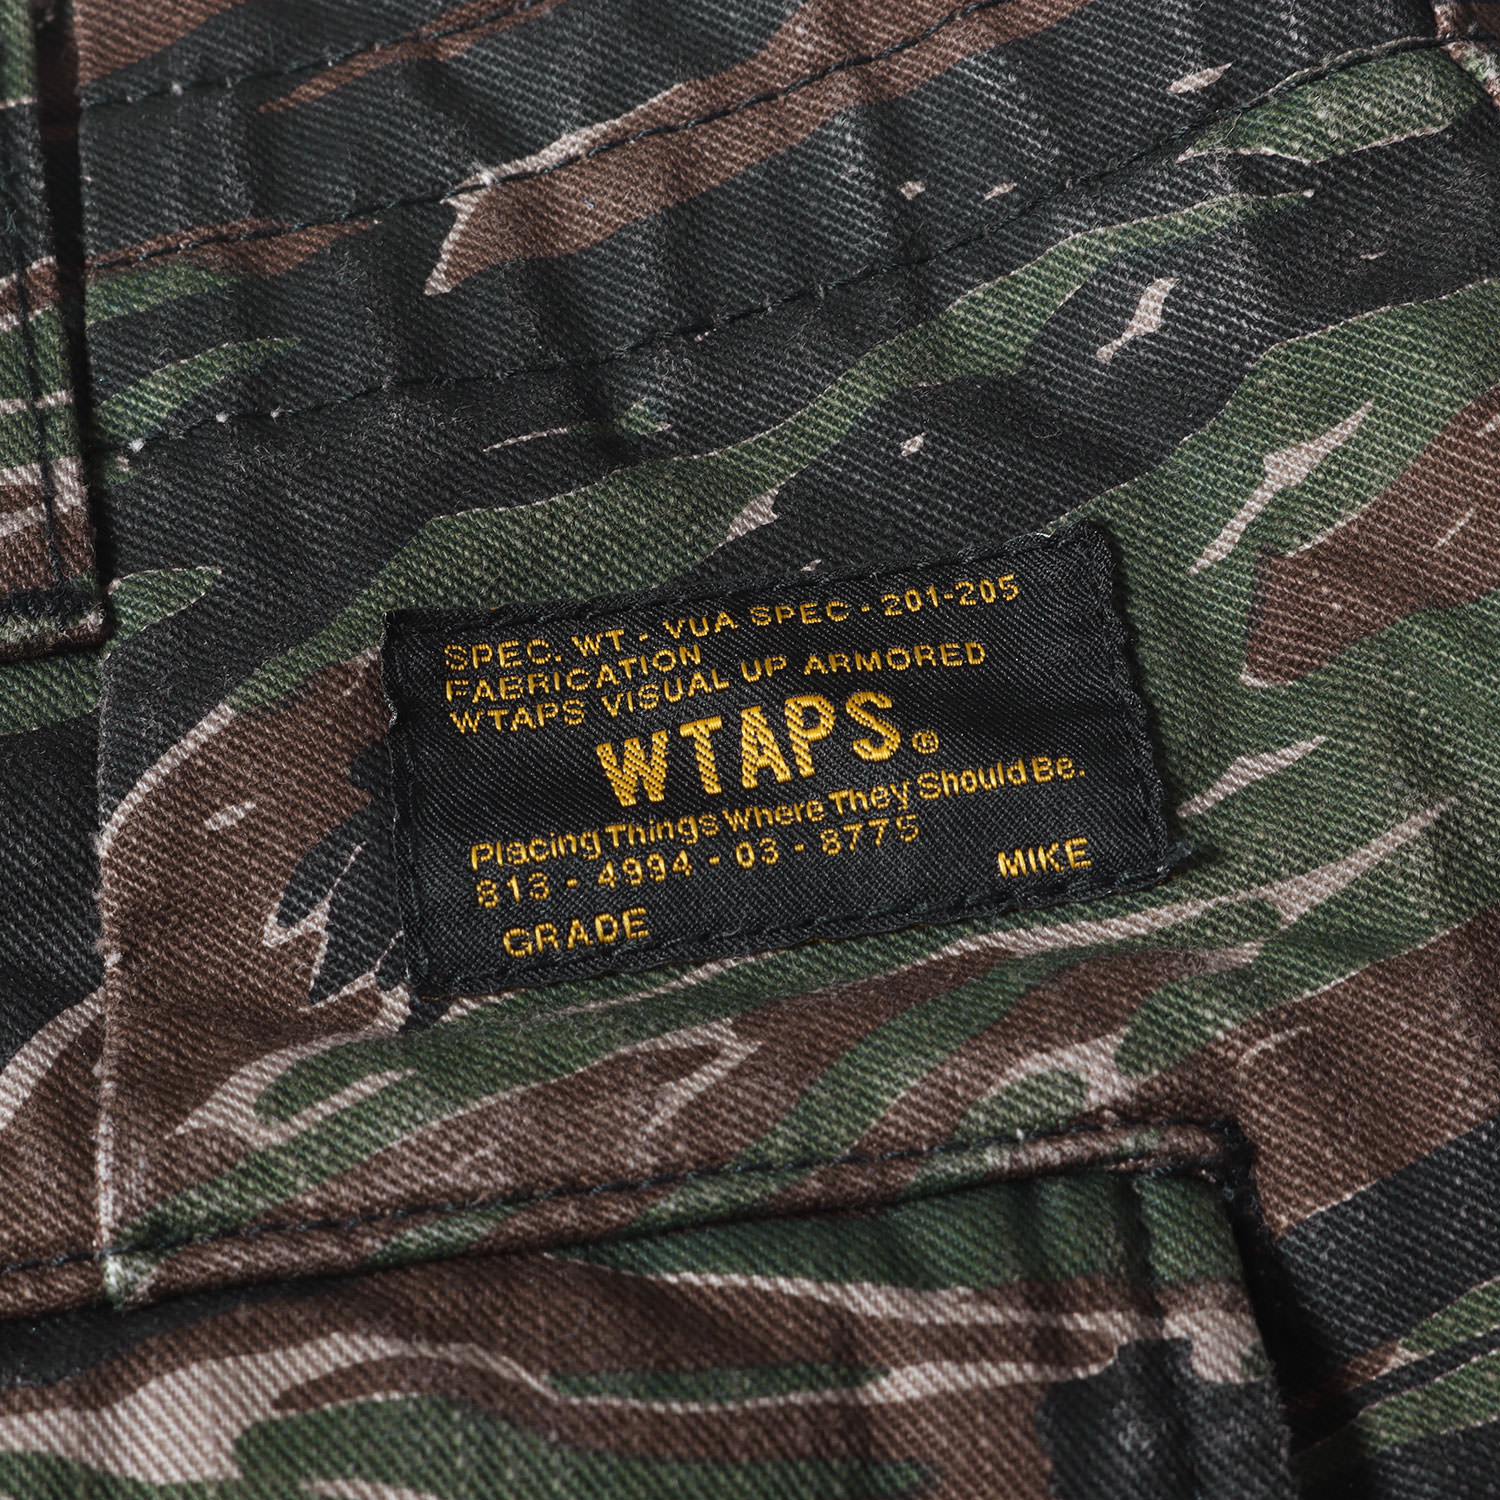 SPEC. WT - VUA SPEC - 201-205
FABRICATION
WTAPS VISUAL UP ARMORED
WTAPS®
Placing Things Where They Should Be.
813 - 4994 - 03 - 8775
MIKE
GRADE